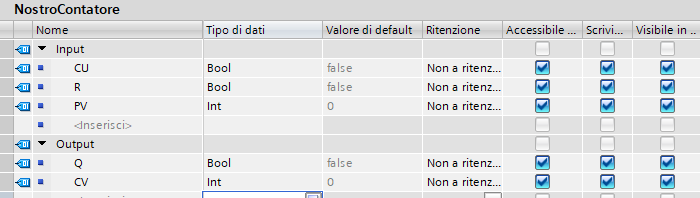 NostroContatore
Nome Tipo di dati Valore di default Ritenzione Accessibile ... Scrivi... Visibile in ..
Input
CU Bool false Non a ritenz...
R Bool false Non a ritenz...
PV Int 0 Non a ritenz...
<Inserisci>
Output
Q Bool false Non a ritenz...
CV Int 0 Non a ritenz...